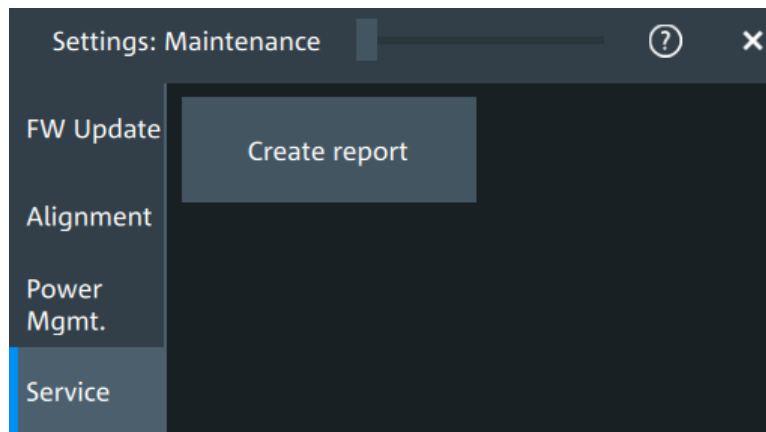 Settings: Maintenance
?
×
FW Update
Create report
Alignment
Power
Mgmt.
Service